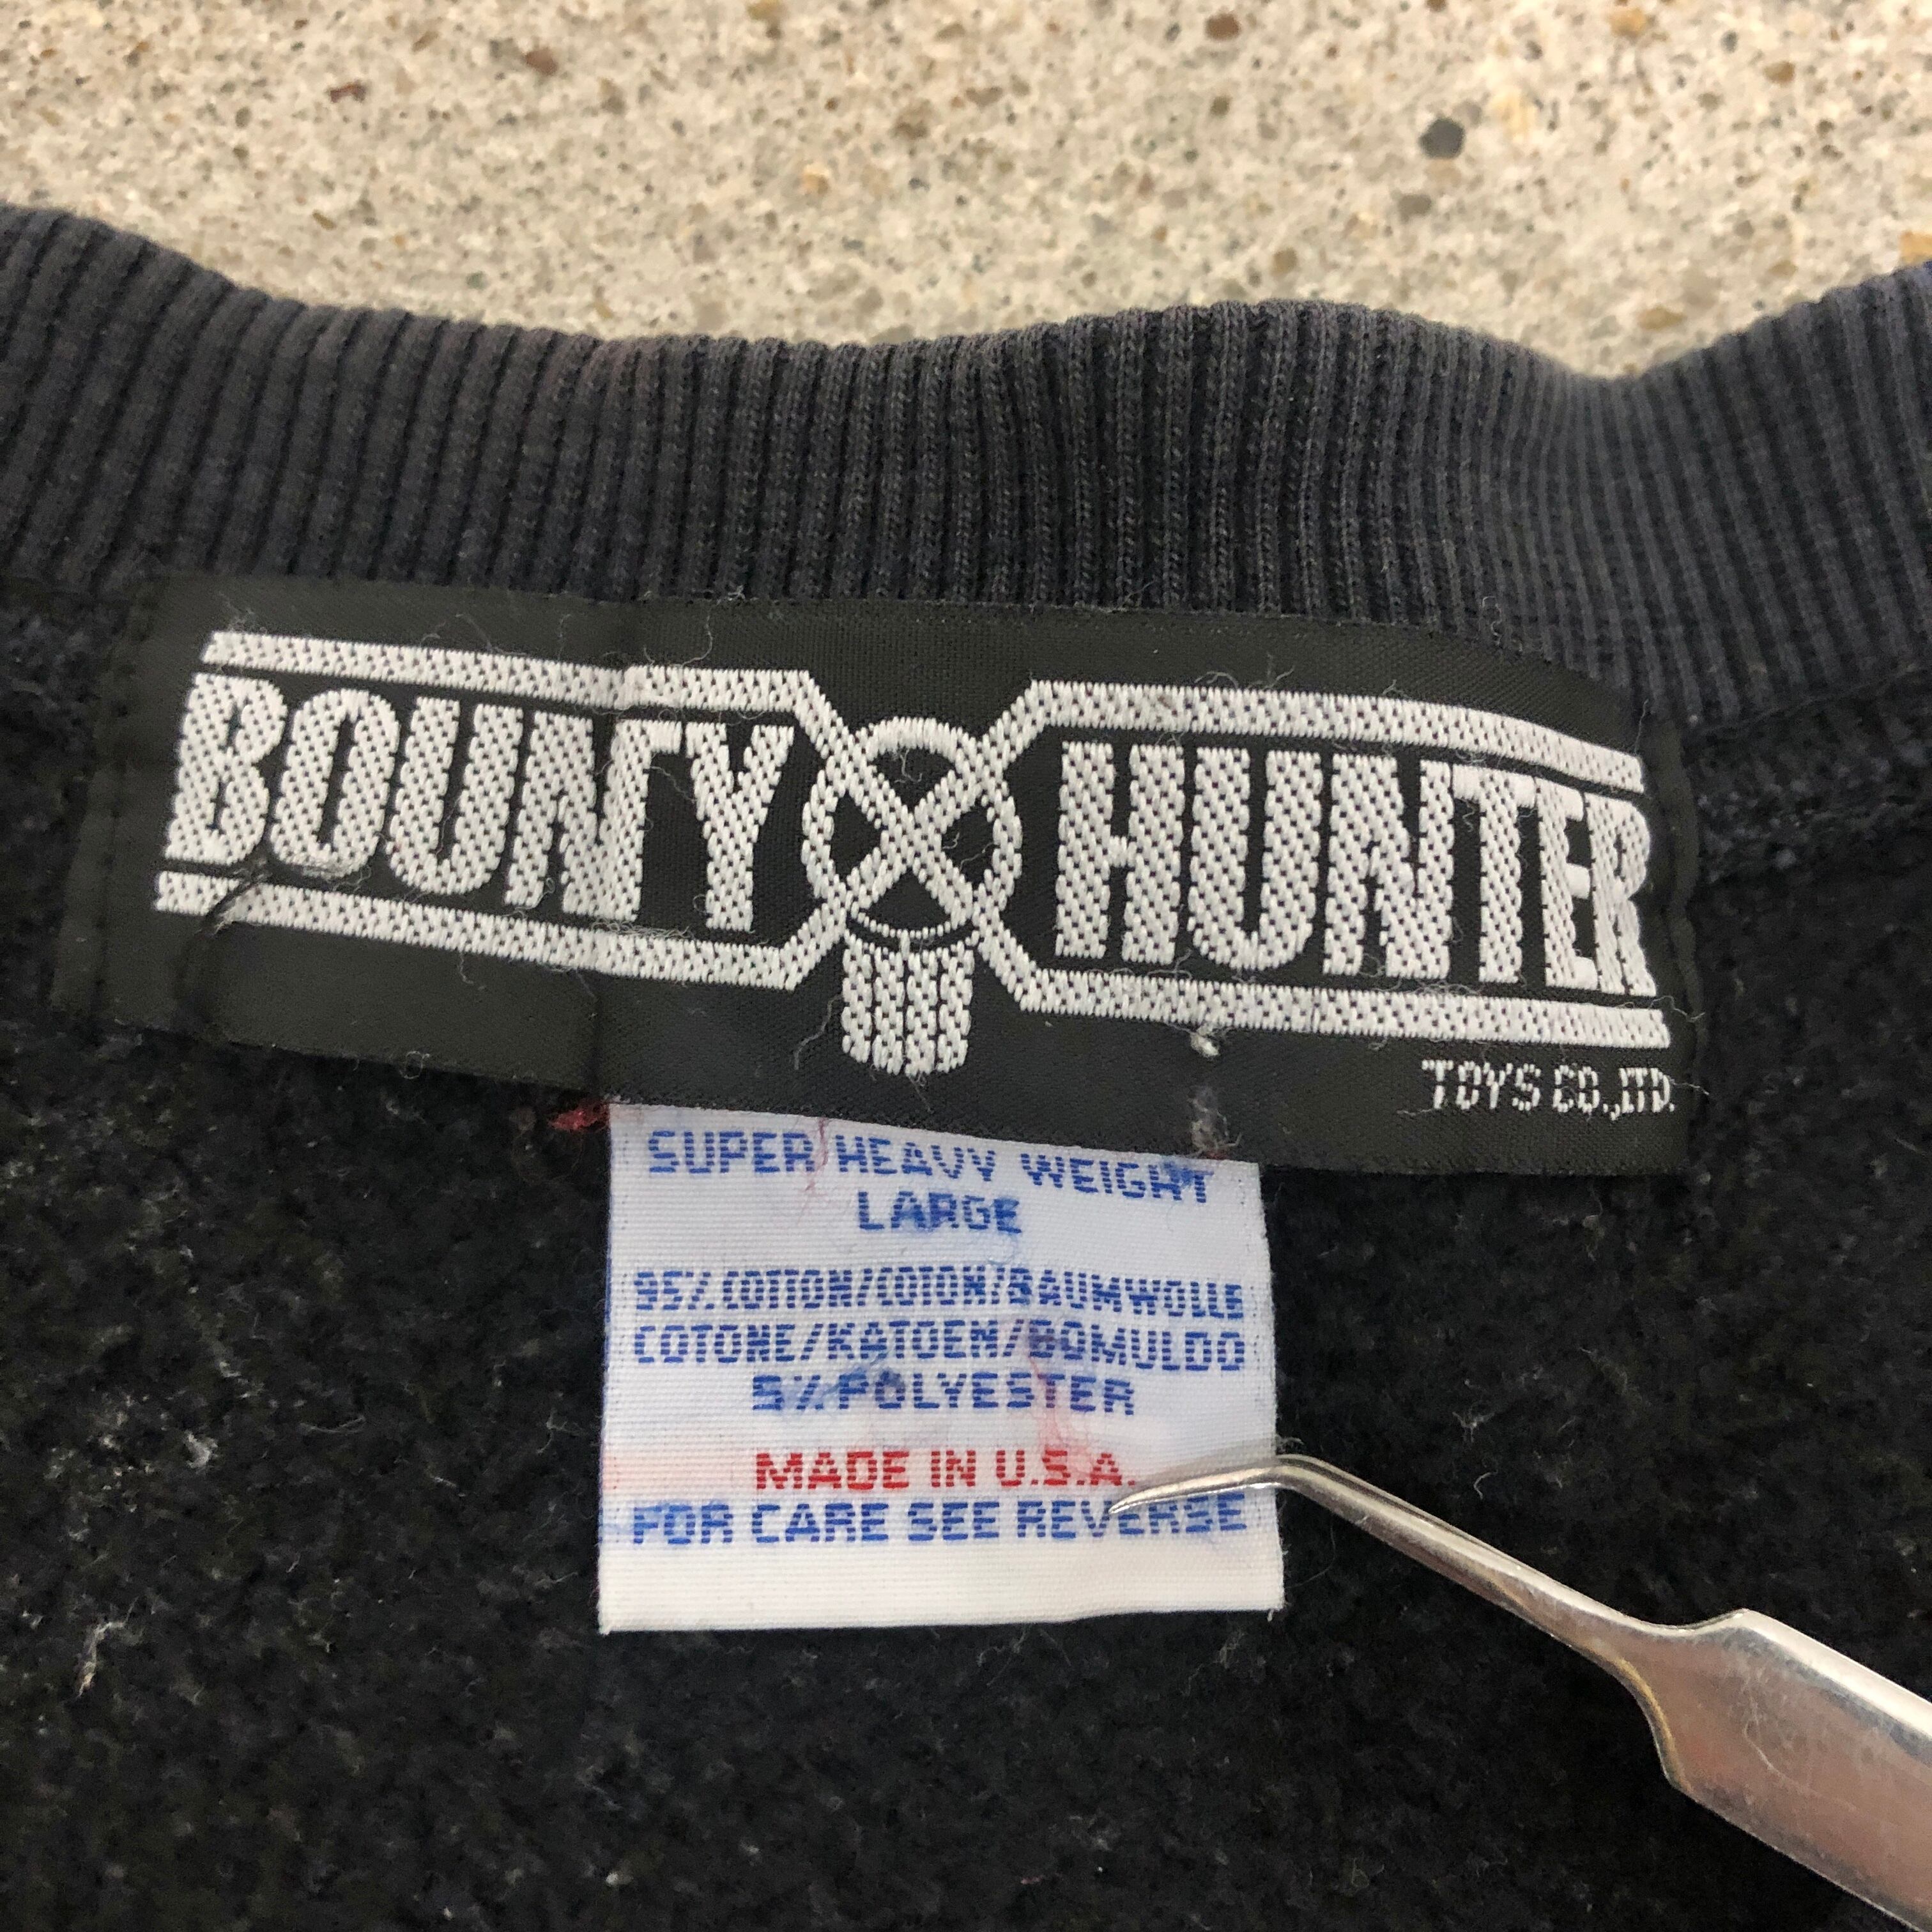 BOUNTY HUNTER
TOYS CO.,LTD.
SUPER HEAVY WEIGHT
LARGE
95% COTTON/COTON/BAUMWOLLE
COTONE/KATOEN/BOMULDO
5% POLYESTER
MADE IN U.S.A.
FOR CARE SEE REVERSE